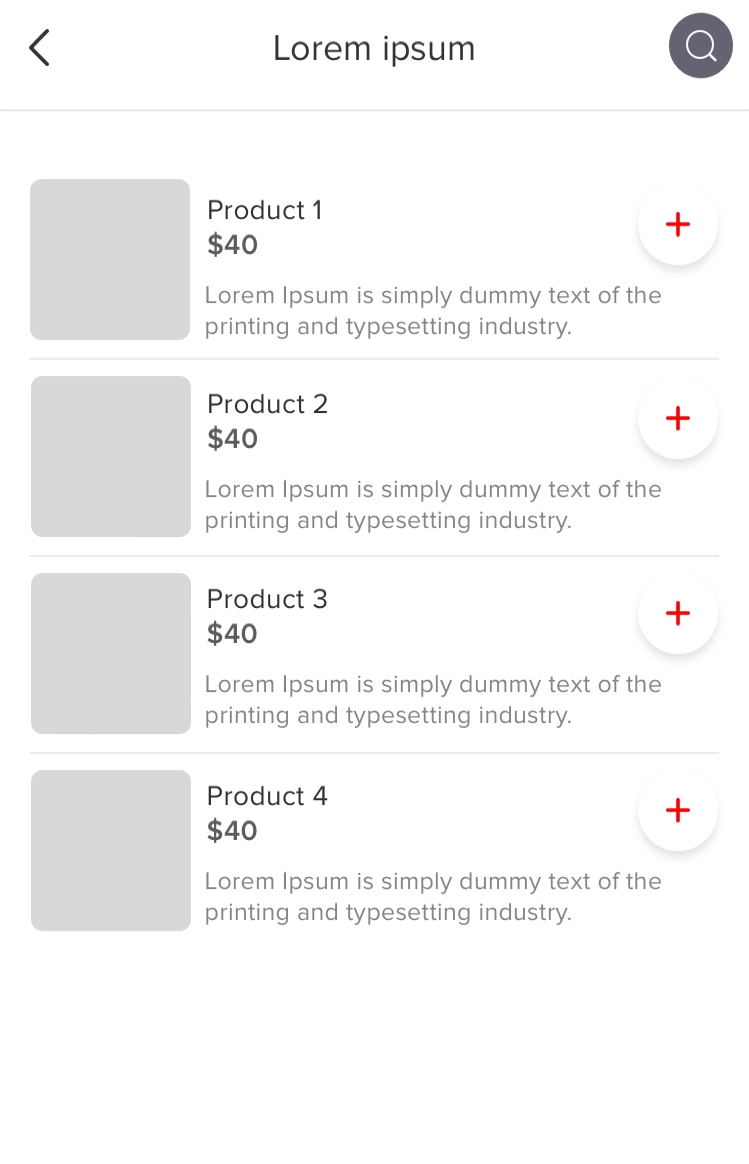 Lorem ipsum
Product 1
$40
Lorem Ipsum is simply dummy text of the
printing and typesetting industry.
Product 2
$40
Lorem Ipsum is simply dummy text of the
printing and typesetting industry.
Product 3
$40
Lorem Ipsum is simply dummy text of the
printing and typesetting industry.
Product 4
$40
Lorem Ipsum is simply dummy text of the
printing and typesetting industry.